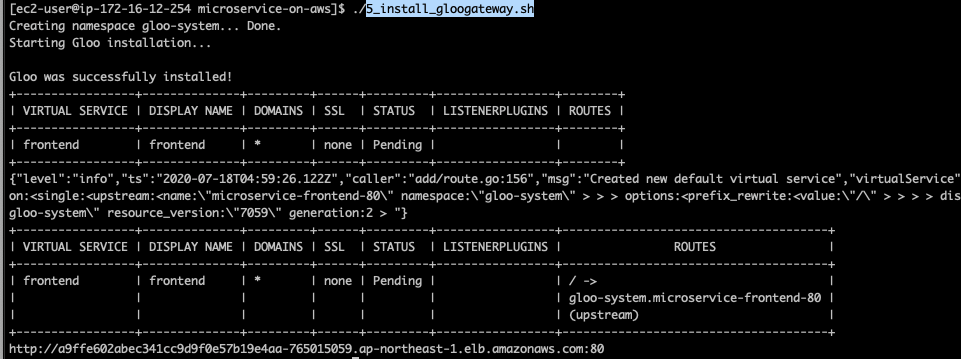 [ec2-user@ip-172-16-12-254 microservice-on-aws]$ ./5_install_gloogateway.sh
Creating namespace gloo-system... Done.
Starting Gloo installation...
Gloo was successfully installed!
+-----------------+--------------+---------+------+---------+-----------------+--------+
| VIRTUAL SERVICE | DISPLAY NAME | DOMAINS | SSL | STATUS | LISTENERPLUGINS | ROUTES |
+-----------------+--------------+---------+------+---------+-----------------+--------+
| frontend | frontend | * | none | Pending | | |
+-----------------+--------------+---------+------+---------+-----------------+--------+
{"level":"info","ts":"2020-07-18T04:59:26.122Z","caller":"add/route.go:156","msg":"Created new default virtual service","virtualService"
on:<single:<upstream:<name:\"microservice-frontend-80\" namespace:\"gloo-system\" > > > options:<prefix_rewrite:<value:\"/\" > > > > dis
gloo-system\" resource_version:\"7059\" generation:2 > "}
+-----------------+--------------+---------+------+---------+-----------------+--------------------------------------+
| VIRTUAL SERVICE | DISPLAY NAME | DOMAINS | SSL | STATUS | LISTENERPLUGINS | ROUTES |
+-----------------+--------------+---------+------+---------+-----------------+--------------------------------------+
| frontend | frontend | * | none | Pending | | / -> |
| | | | | | | gloo-system.microservice-frontend-80 |
| | | | | | | (upstream) |
+-----------------+--------------+---------+------+---------+-----------------+--------------------------------------+
http://a9ffe602abec341cc9d9f0e57b19e4aa-765015059.ap-northeast-1.elb.amazonaws.com:80